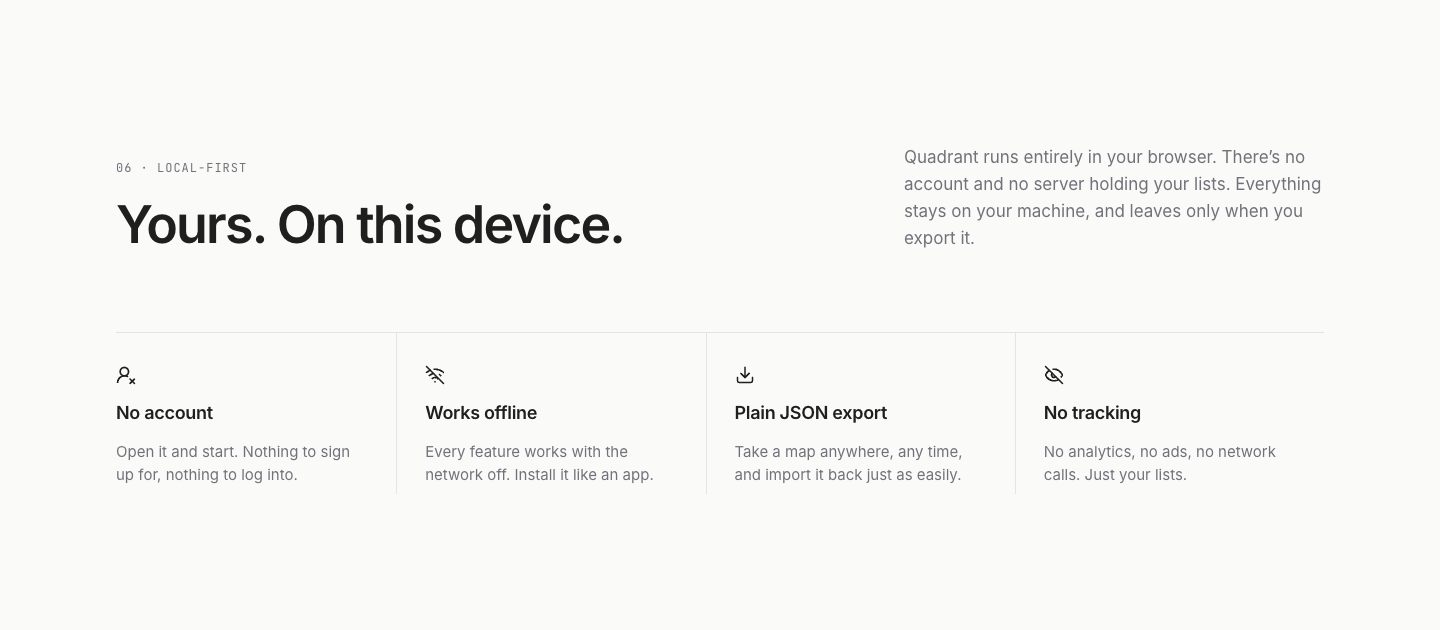 06 · LOCAL-FIRST
Yours. On this device.
Quadrant runs entirely in your browser. There’s no
account and no server holding your lists. Everything
stays on your machine, and leaves only when you
export it.
No account
Open it and start. Nothing to sign
up for, nothing to log into.
Works offline
Every feature works with the
network off. Install it like an app.
Plain JSON export
Take a map anywhere, any time,
and import it back just as easily.
No tracking
No analytics, no ads, no network
calls. Just your lists.